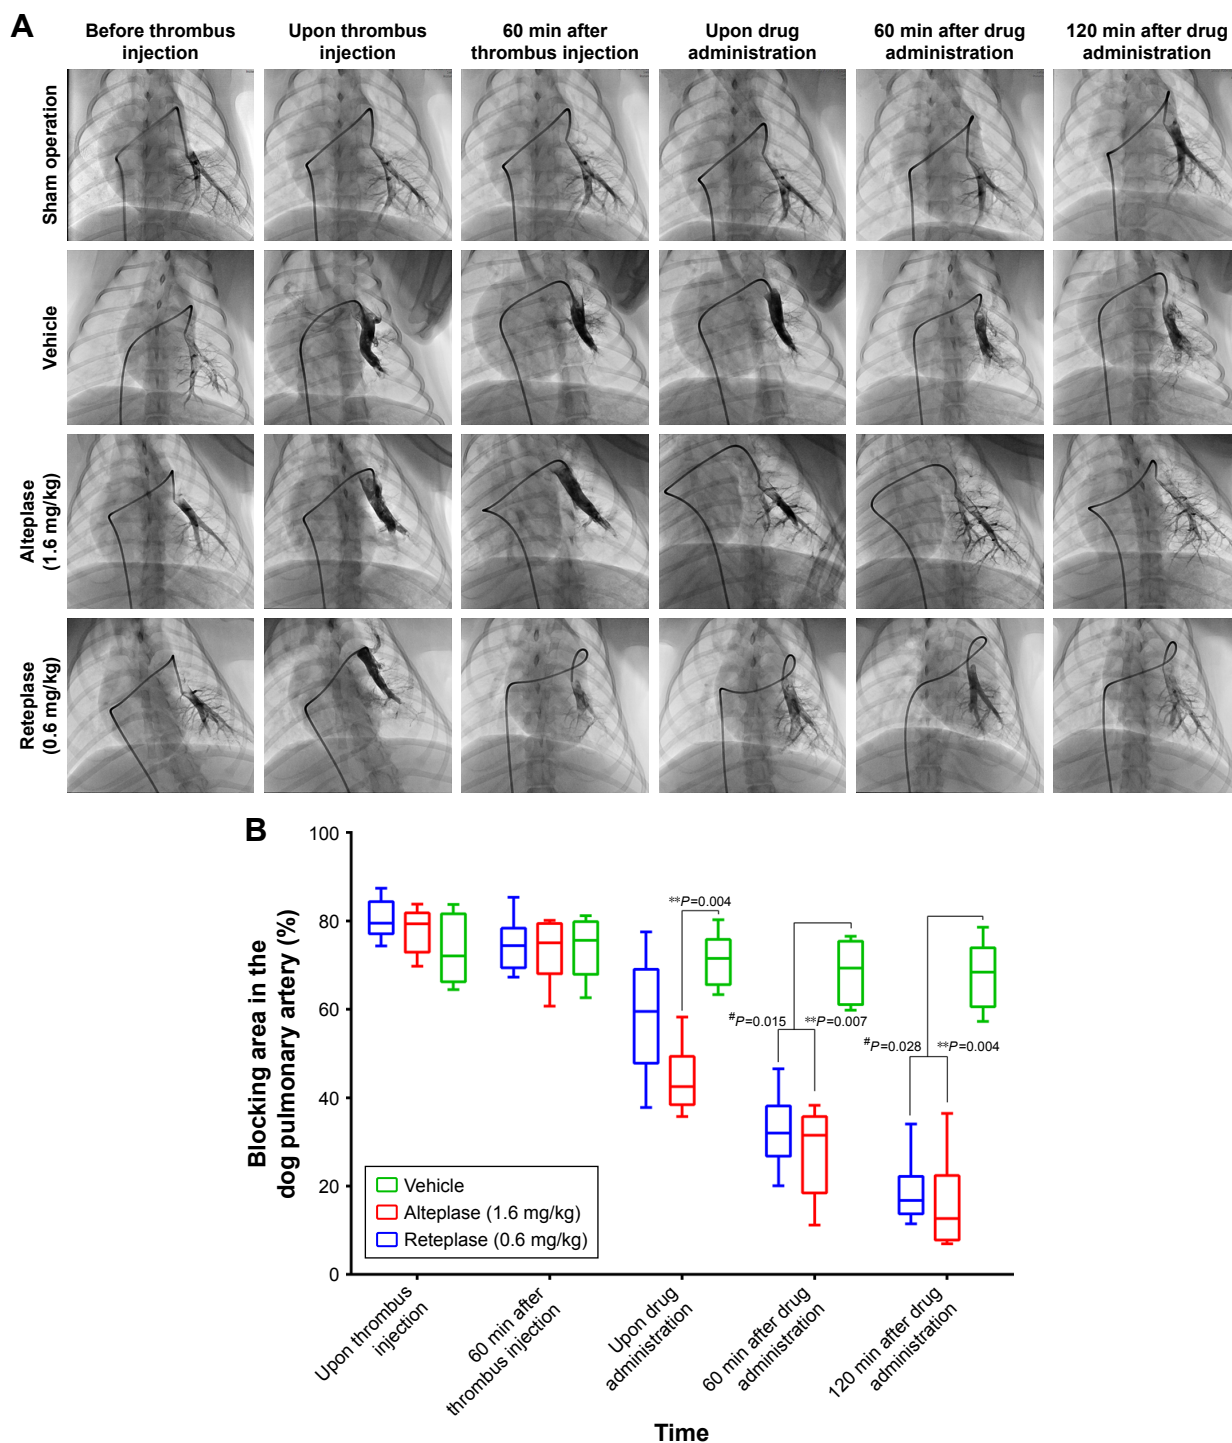 A
Before thrombus
injection
Upon thrombus
injection
60 min after
thrombus injection
Upon drug
administration
60 min after drug
administration
120 min after drug
administration
Sham operation
Vehicle
Alteplase
(1.6 mg/kg)
Reteplase
(0.6 mg/kg)
B
Blocking area in the
dog pulmonary artery (%)
100
80
60
40
20
0
**P=0.004
#P=0.015
**P=0.007
#P=0.028
**P=0.004
Vehicle
Alteplase (1.6 mg/kg)
Reteplase (0.6 mg/kg)
Upon thrombus
injection
60 min after
thrombus injection
Upon drug
administration
60 min after drug
administration
120 min after drug
administration
Time